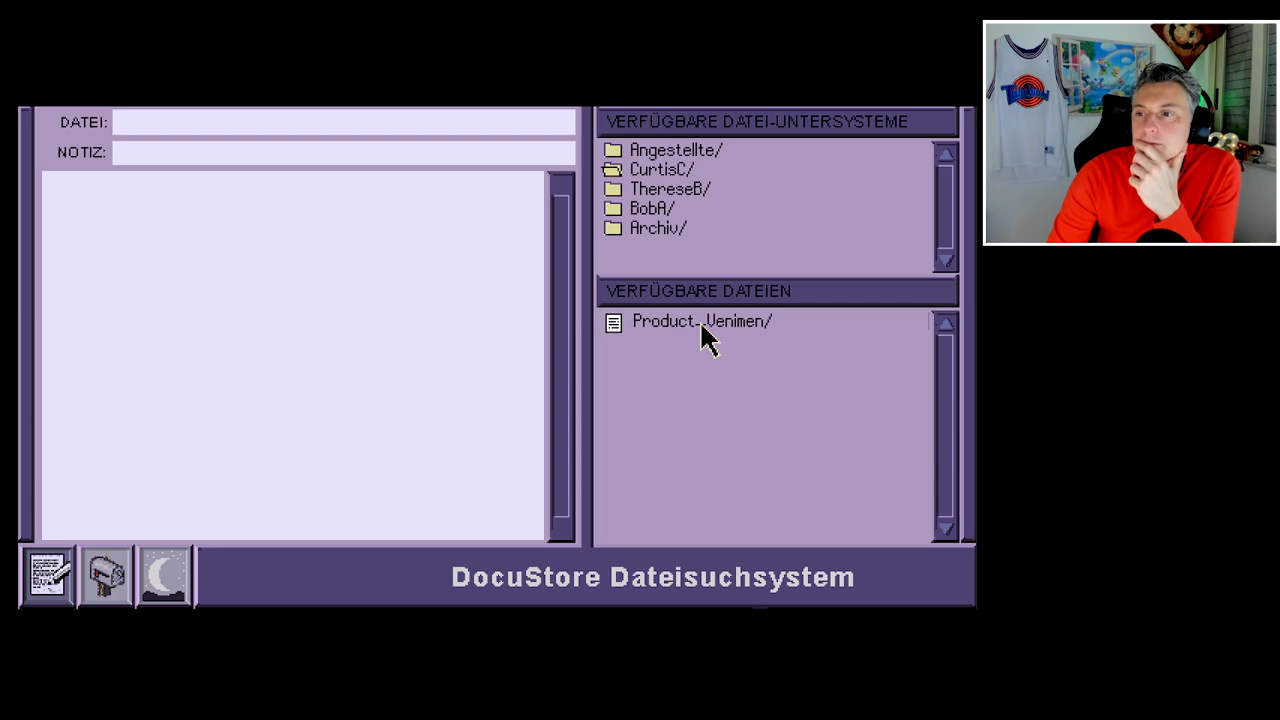 DATEI:
NOTIZ:
VERFÜGBARE DATEI-UNTERSYSTEME
Angestellte/
CurtisC/
ThereseB/
BobA/
Archiv/
VERFÜGBARE DATEIEN
Product_Venimen/
DocuStore Dateisuchsystem